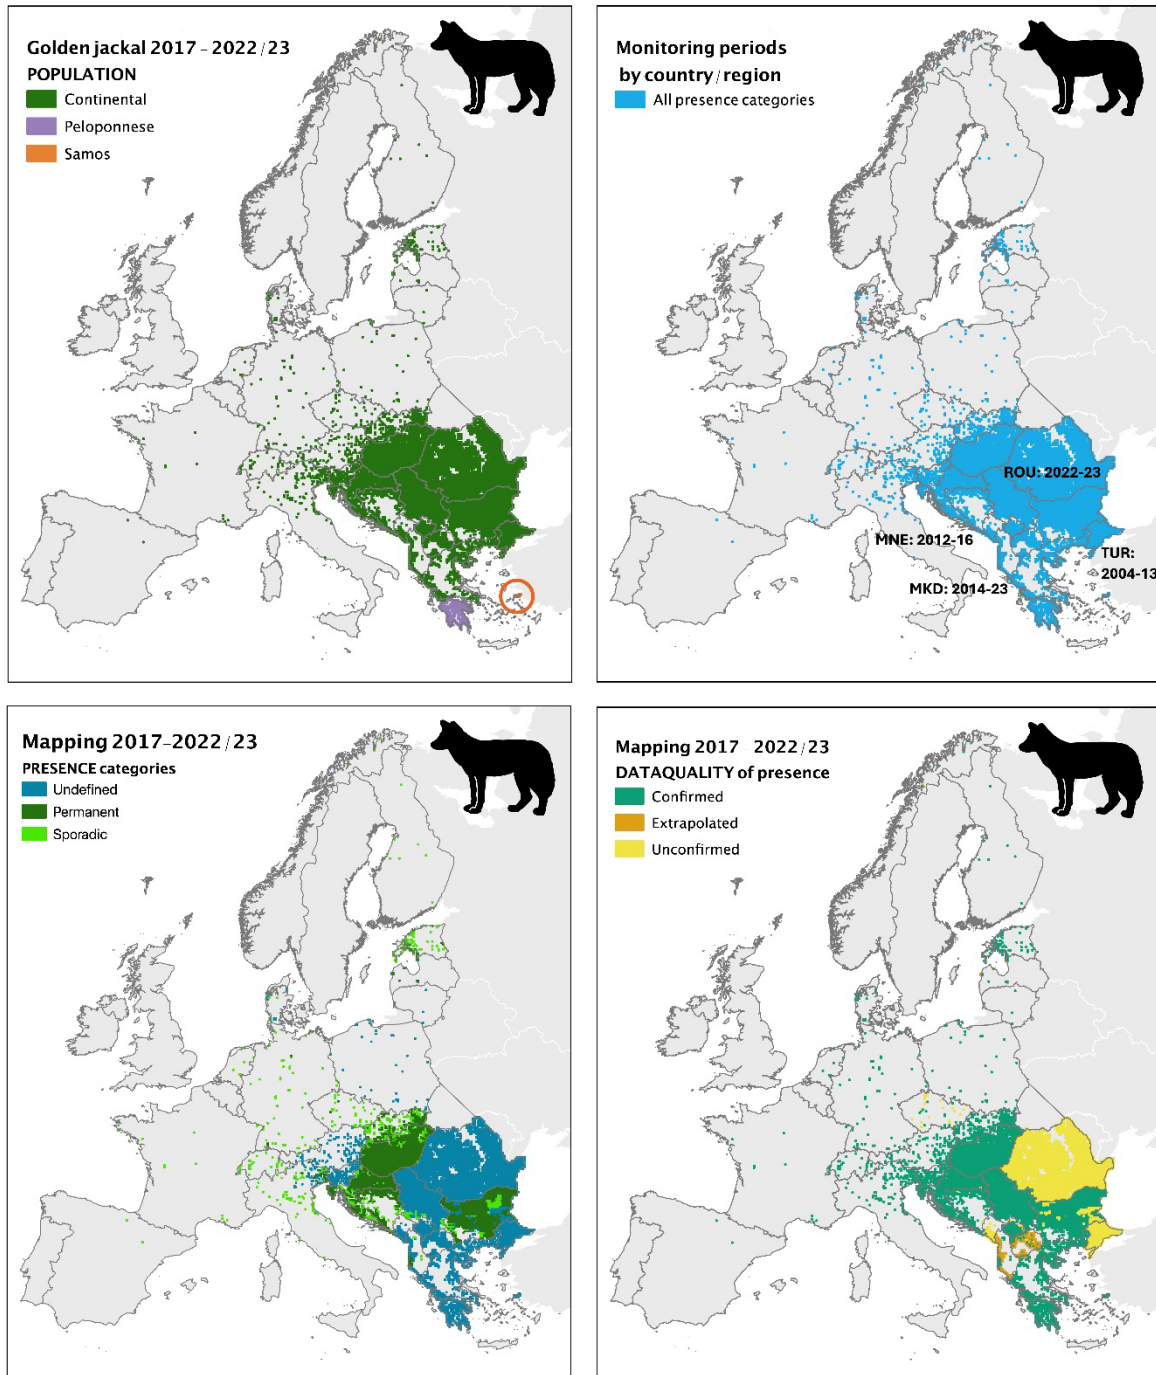 Golden jackal 2017 – 2022/23
POPULATION
Continental
Peloponnese
Samos
Monitoring periods
by country/region
All presence categories
ROU: 2022-23
MNE: 2012-16
TUR:
2004-13
MKD: 2014-23
Mapping 2017–2022/23
PRESENCE categories
Undefined
Permanent
Sporadic
Mapping 2017 – 2022/23
DATAQUALITY of presence
Confirmed
Extrapolated
Unconfirmed